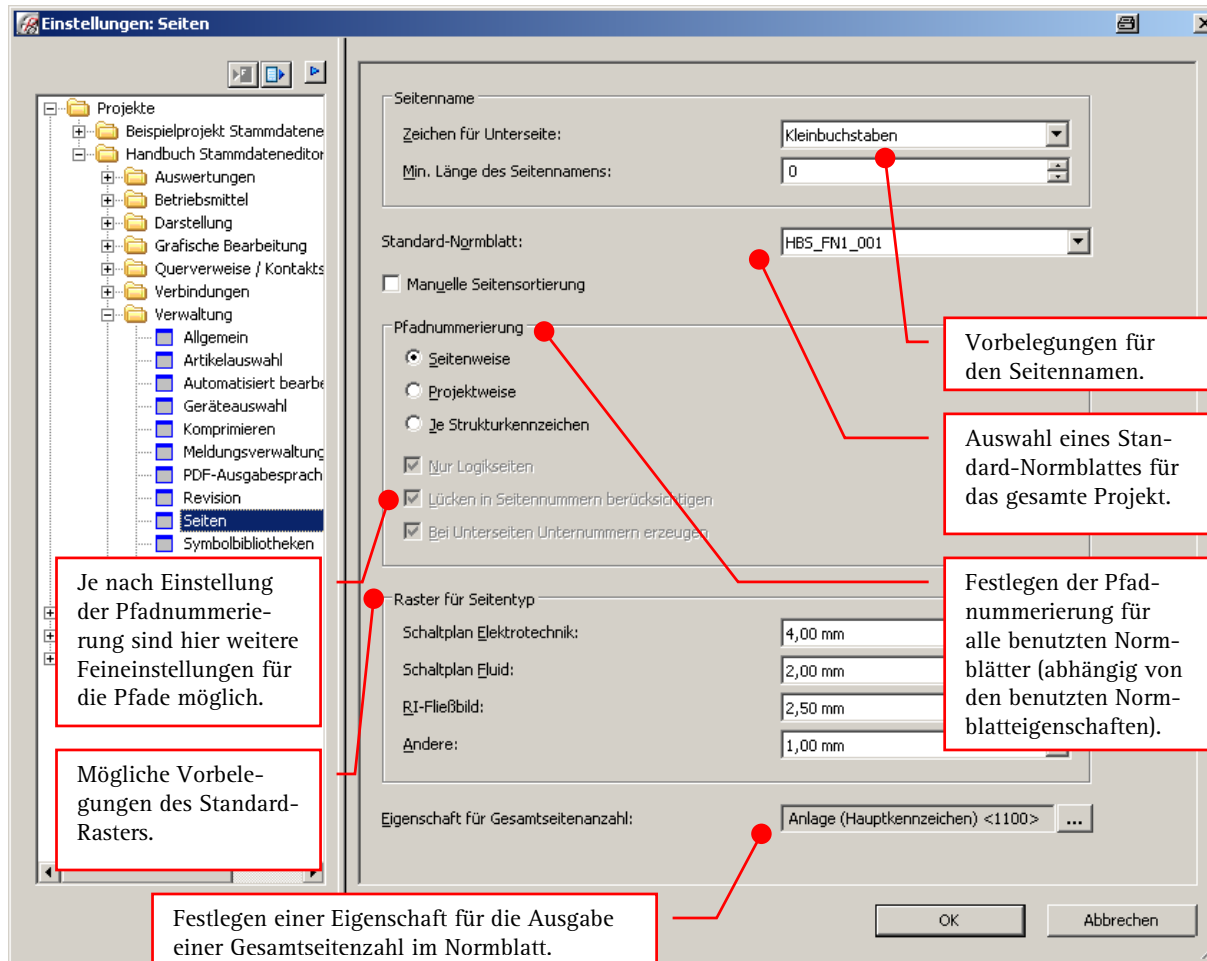 Einstellungen: Seiten
Projekte
Beispielprojekt Stammdatene
Handbuch Stammdateneditor
Auswertungen
Betriebsmittel
Darstellung
Grafische Bearbeitung
Querverweise / Kontakts
Verbindungen
Verwaltung
Allgemein
Artikelauswahl
Automatisiert bearbe
Geräteauswahl
Komprimieren
Meldungsverwaltung
PDF-Ausgabesprach
Revision
Seiten
Symbolbibliotheken
Seitenname
Zeichen für Unterseite:
Kleinbuchstaben
Min. Länge des Seitennamens:
0
Standard-Normblatt:
HBS_FN1_001
Manuelle Seitensortierung
Pfadnummerierung
Seitenweise
Projektweise
Je Strukturkennzeichen
Nur Logikseiten
Lücken in Seitennummern berücksichtigen
Bei Unterseiten Unternummern erzeugen
Raster für Seitentyp
Schaltplan Elektrotechnik:
4,00 mm
Schaltplan Fluid:
2,00 mm
RI-Fließbild:
2,50 mm
Andere:
1,00 mm
Eigenschaft für Gesamtseitenanzahl:
Anlage (Hauptkennzeichen) <1100>
...
OK
Abbrechen
Vorbelegungen für
den Seitennamen.
Auswahl eines Stan-
dard-Normblattes für
das gesamte Projekt.
Festlegen der Pfad-
nummerierung für
alle benutzten Norm-
blätter (abhängig von
den benutzten Norm-
blatteigenschaften).
Je nach Einstellung
der Pfadnummerie-
rung sind hier weitere
Feineinstellungen für
die Pfade möglich.
Mögliche Vorbele-
gungen des Standard-
Rasters.
Festlegen einer Eigenschaft für die Ausgabe
einer Gesamtseitenzahl im Normblatt.